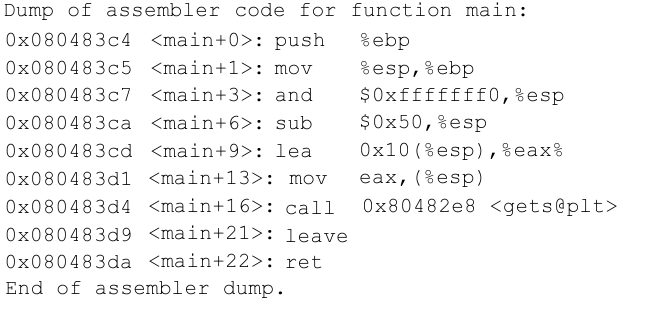 Dump of assembler code for function main:
0x080483c4 <main+0>: push %ebp
0x080483c5 <main+1>: mov %esp,%ebp
0x080483c7 <main+3>: and $0xfffffff0,%esp
0x080483ca <main+6>: sub $0x50,%esp
0x080483cd <main+9>: lea 0x10(%esp),%eax%
0x080483d1 <main+13>: mov eax,(%esp)
0x080483d4 <main+16>: call 0x80482e8 <gets@plt>
0x080483d9 <main+21>: leave
0x080483da <main+22>: ret
End of assembler dump.